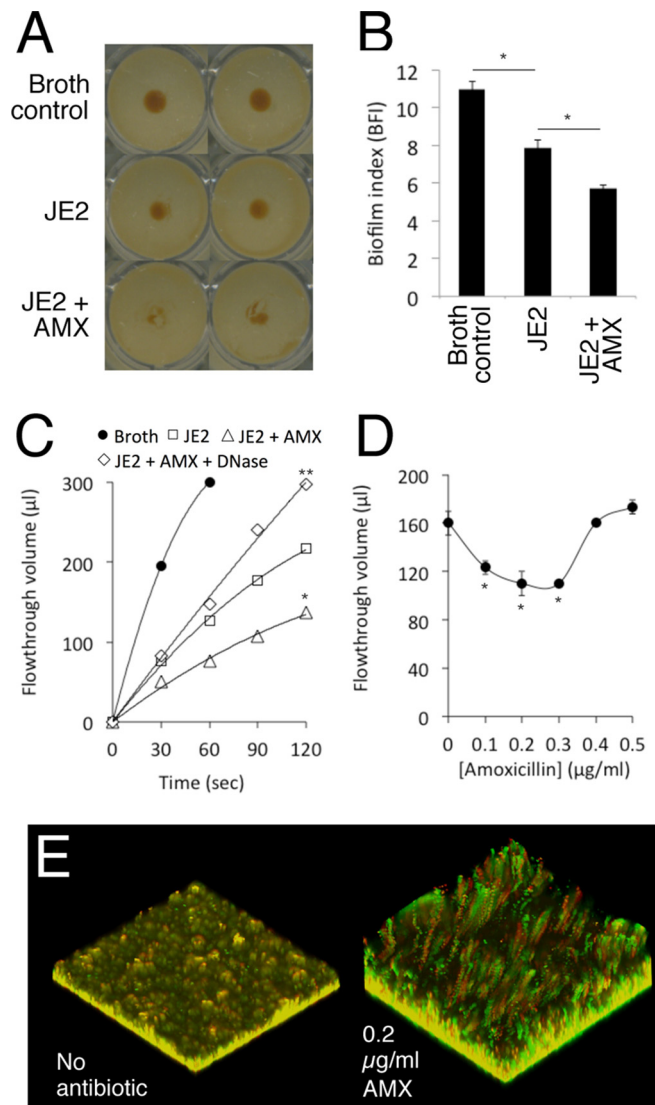 A
Broth
control
JE2
JE2 +
AMX
B
Biofilm index (BFI)
12
10
8
6
4
2
0
*
*
Broth
control
JE2
JE2 +
AMX
C
Broth JE2 JE2 + AMX
JE2 + AMX + DNase
Flowthrough volume (µl)
300
200
100
0
**
*
0 30 60 90 120
Time (sec)
D
Flowthrough volume (µl)
200
160
120
80
40
0
* * *
0 0.1 0.2 0.3 0.4 0.5
[Amoxicillin] (µg/ml)
E
No
antibiotic
0.2
µg/ml
AMX